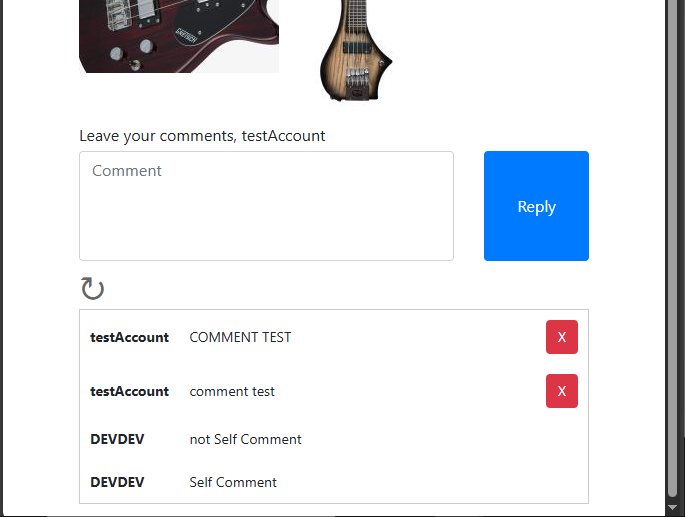 GRETSCH
Leave your comments, testAccount
Comment
Reply
testAccount COMMENT TEST X
testAccount comment test X
DEVDEV not Self Comment
DEVDEV Self Comment